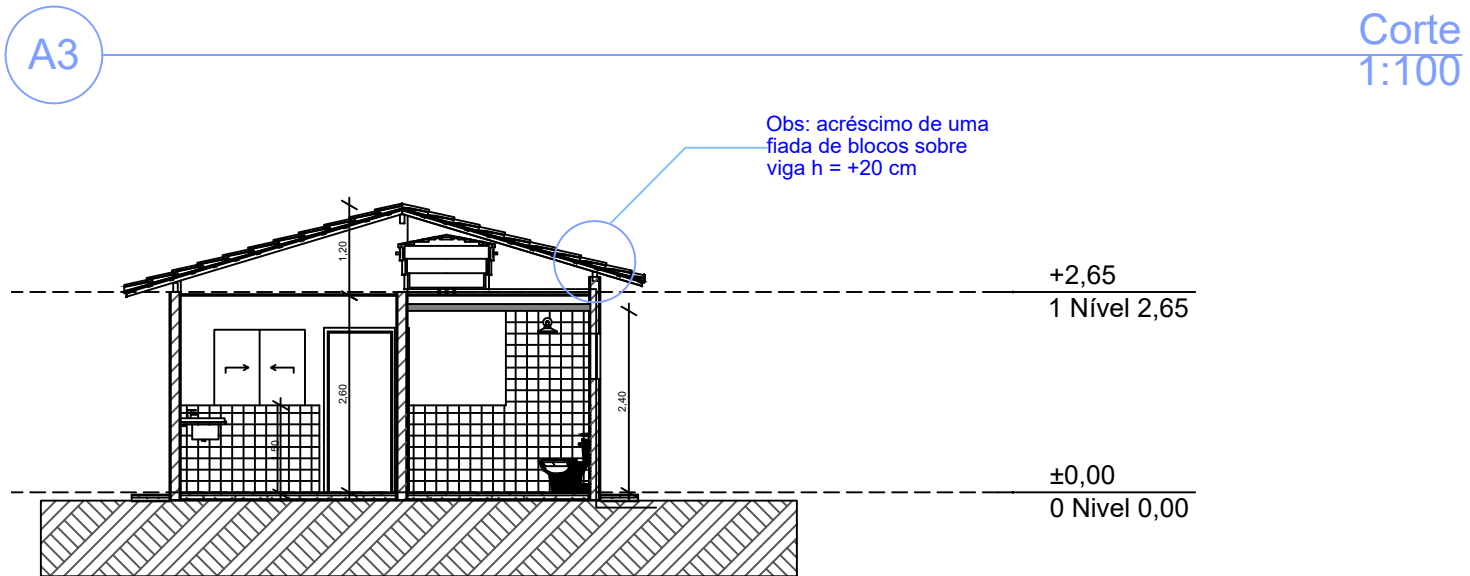 A3
Corte
1:100
Obs: acréscimo de uma
fiada de blocos sobre
viga h = +20 cm
1,20
+2,65
1 Nível 2,65
2,60
2,40
±0,00
0 Nivel 0,00